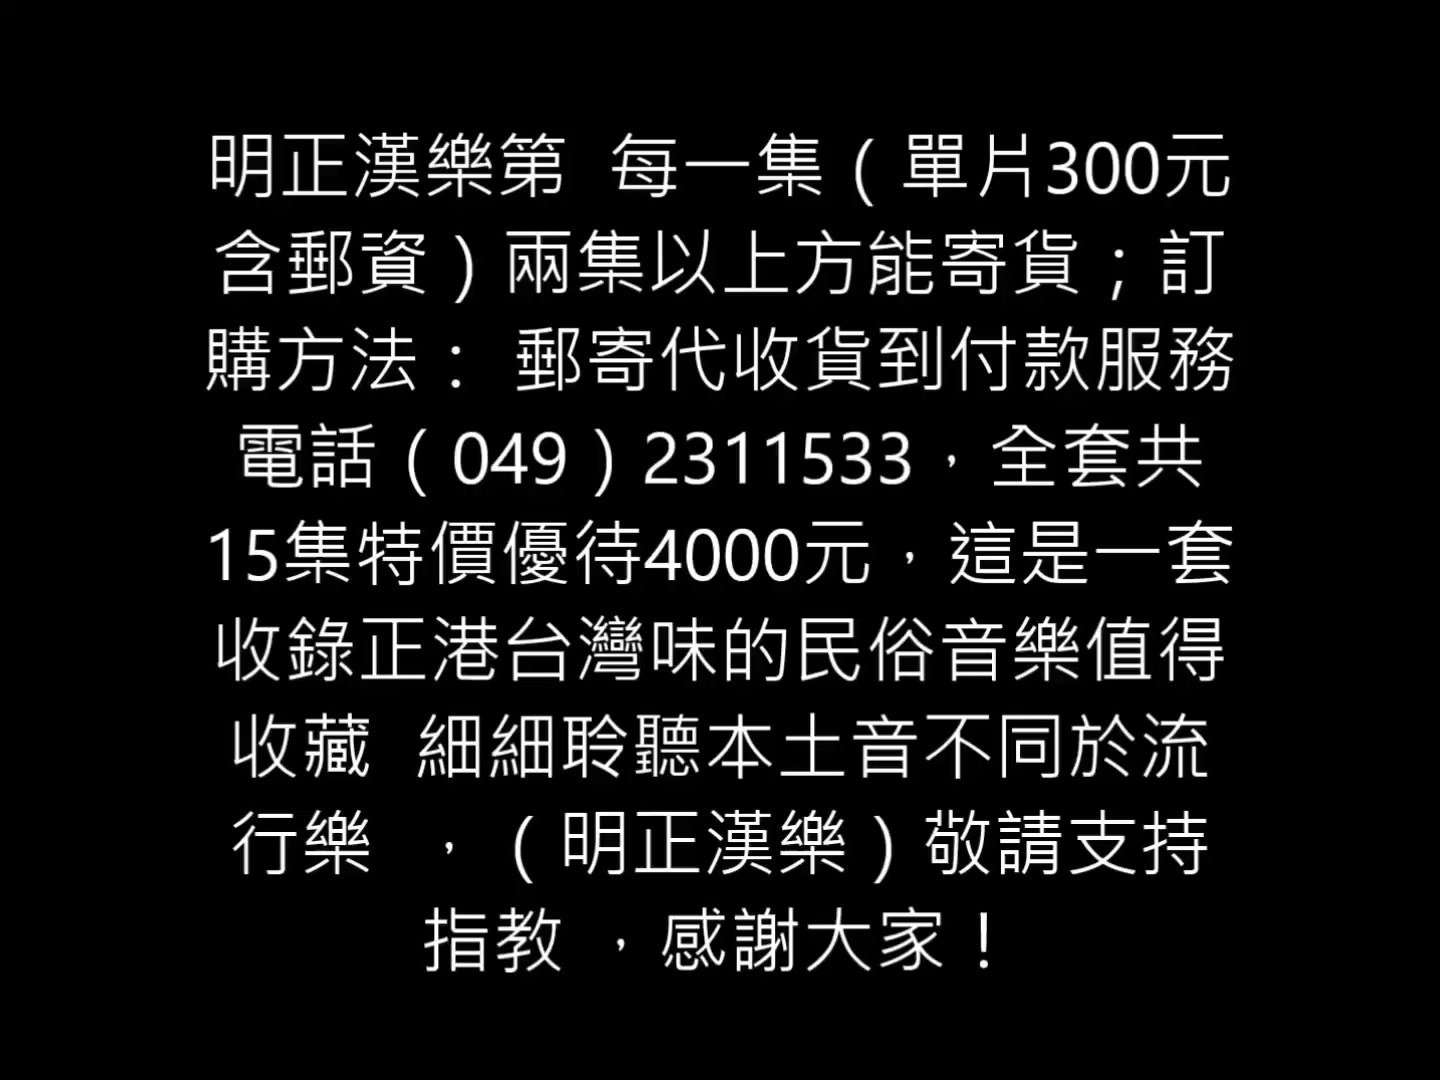 明正漢樂第 每一集（單片300元
含郵資）兩集以上方能寄貨；訂
購方法： 郵寄代收貨到付款服務
電話（049）2311533，全套共
15集特價優待4000元，這是一套
收錄正港台灣味的民俗音樂值得
收藏 細細聆聽本土音不同於流
行樂 ，（明正漢樂）敬請支持
指教 ，感謝大家！